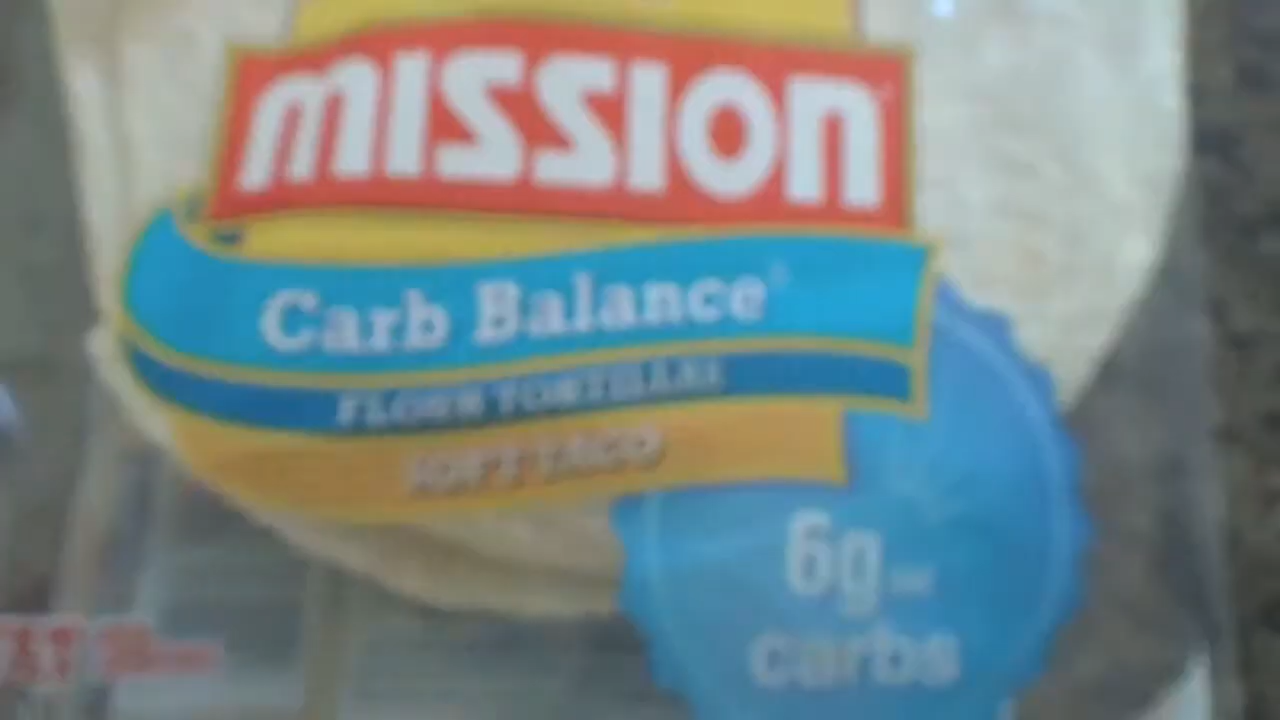 MISSION
Carb Balance
FLOUR TORTILLAS
SOFT TACO
6g
carbs